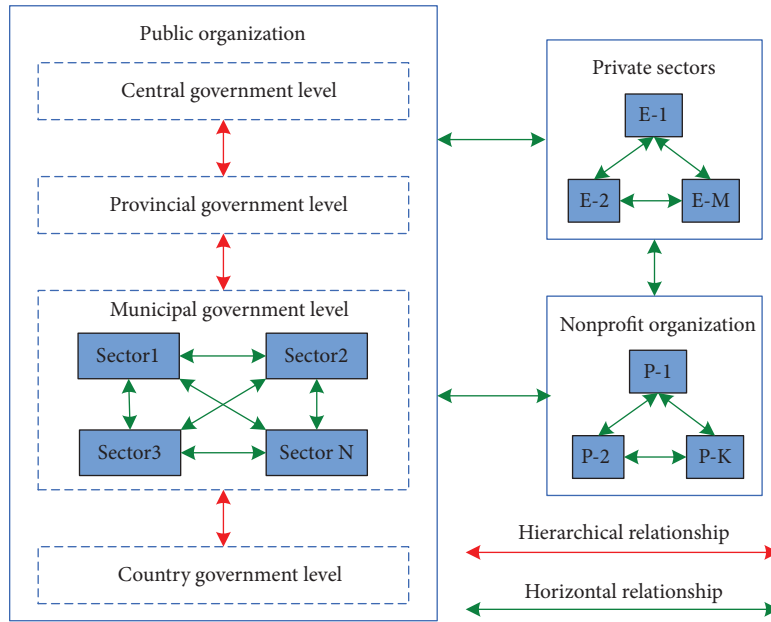 Public organization
Central government level
Provincial government level
Municipal government level
Sector1
Sector2
Sector3
Sector N
Country government level
Private sectors
E-1
E-2
E-M
Nonprofit organization
P-1
P-2
P-K
Hierarchical relationship
Horizontal relationship